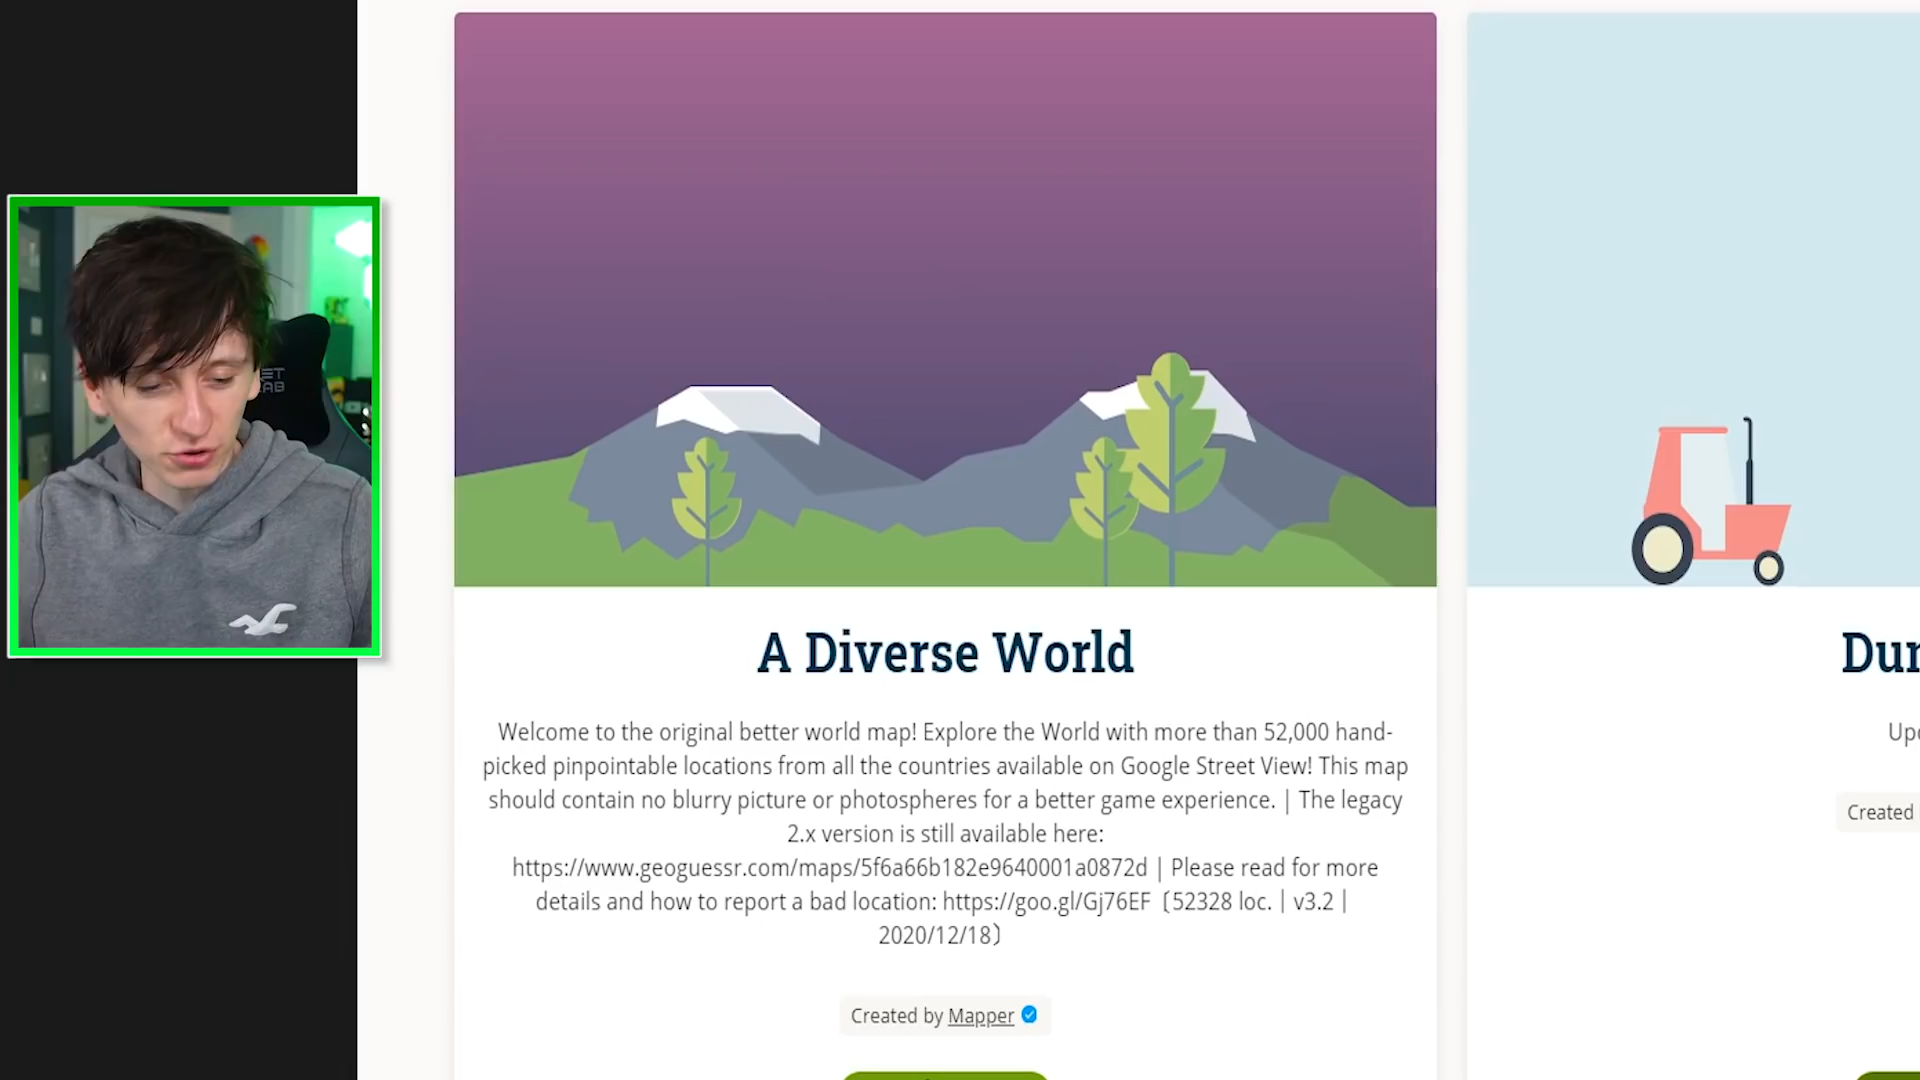 A Diverse World
Welcome to the original better world map! Explore the World with more than 52,000 hand-
picked pinpointable locations from all the countries available on Google Street View! This map
should contain no blurry picture or photospheres for a better game experience. | The legacy
2.x version is still available here:
https://www.geoguessr.com/maps/5f6a66b182e9640001a0872d | Please read for more
details and how to report a bad location: https://goo.gl/Gj76EF〔52328 loc. | v3.2 |
2020/12/18〕
Created by Mapper
Dur
Upd
Created
ET
AB